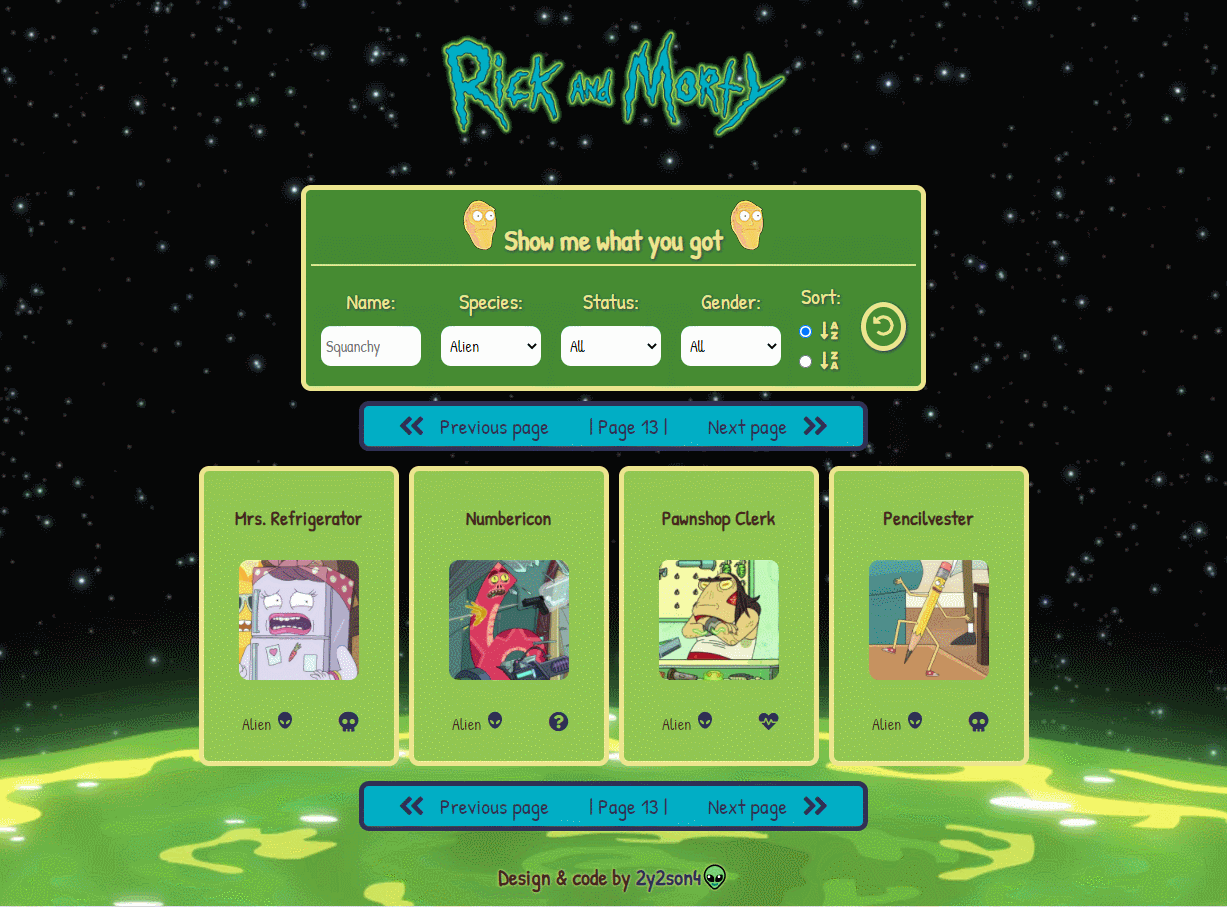 Rick and Morty
Show me what you got
Name: Species: Status: Gender: Sort:
Squanchy Alien All All
A Z
Z A
Previous page | Page 13 | Next page
Mrs. Refrigerator Numbericon Pawnshop Clerk Pencilvester
Alien ? Alien Alien Alien
Previous page | Page 13 | Next page
Design & code by 2y2son4